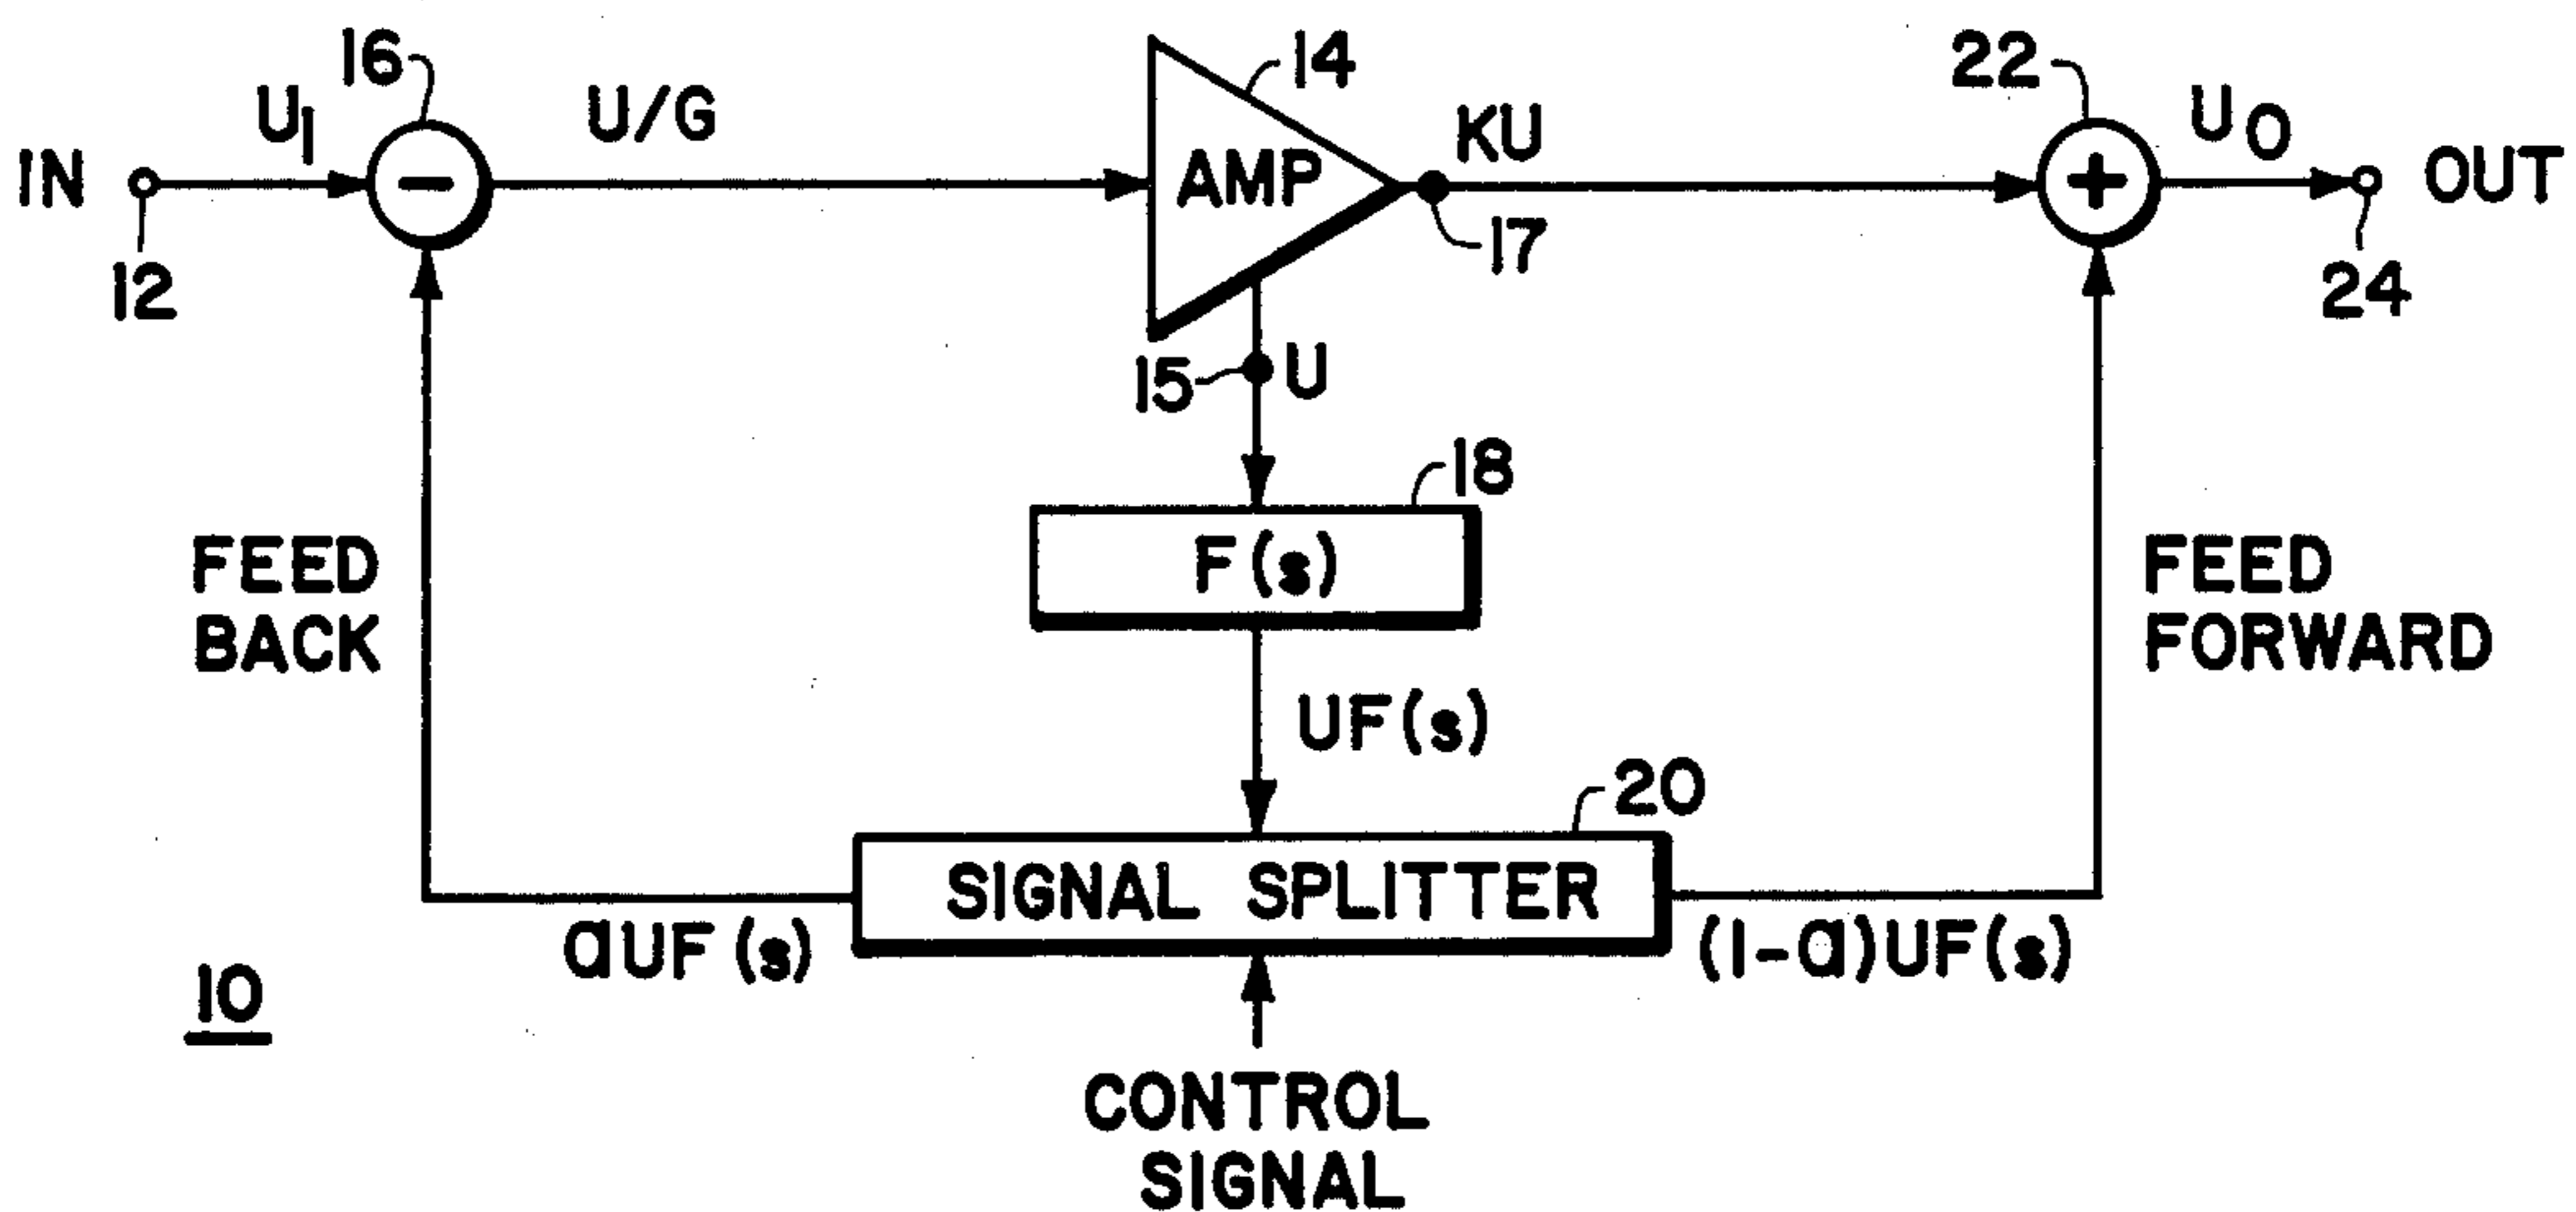 16
14
22
U₁
U/G
KU
U₀
IN
−
AMP
+
OUT
12
17
24
15
U
18
F(s)
FEED
BACK
FEED
FORWARD
UF(s)
20
SIGNAL SPLITTER
aUF(s)
(1-a)UF(s)
10
CONTROL
SIGNAL